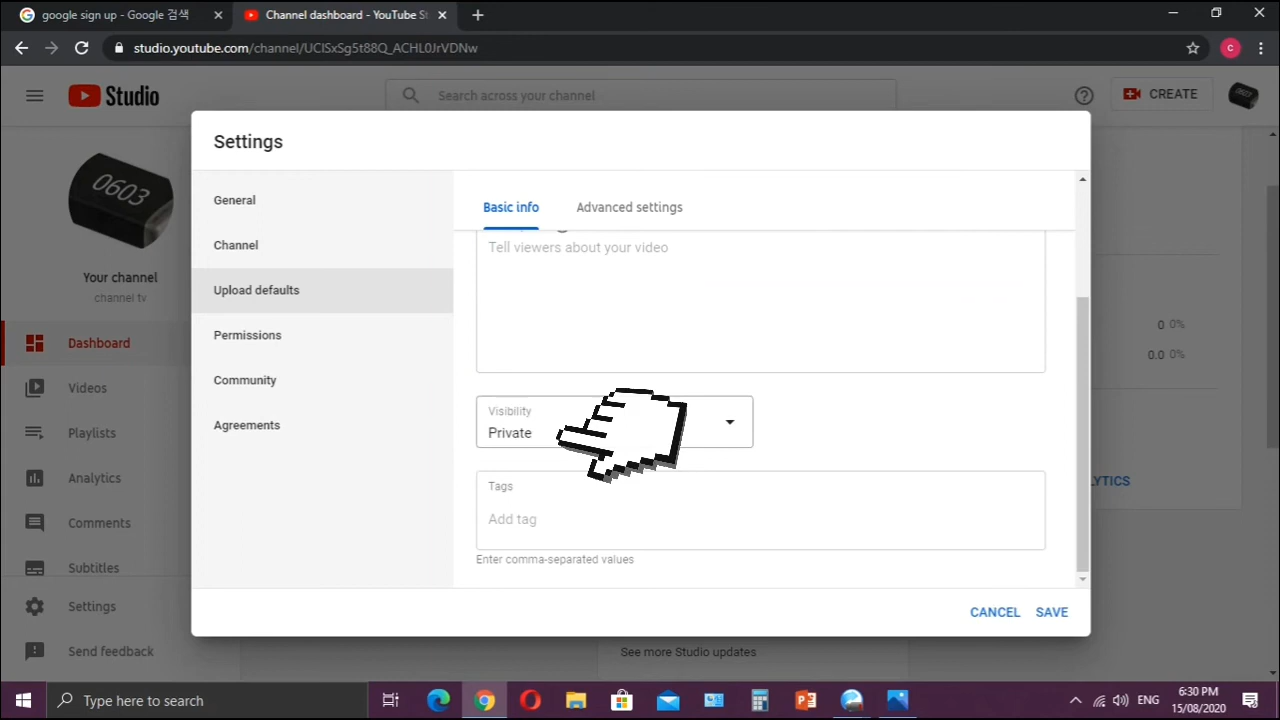 google sign up - Google 검색
Channel dashboard - YouTube St
studio.youtube.com/channel/UCISxSg5t88Q_ACHL0JrVDNw
C
Studio
Search across your channel
CREATE
0603
Settings
General
Channel
Upload defaults
Permissions
Community
Agreements
Basic info
Advanced settings
Tell viewers about your video
Visibility
Private
Tags
Add tag
Enter comma-separated values
CANCEL
SAVE
0603
Your channel
channel tv
Dashboard
Videos
Playlists
Analytics
Comments
Subtitles
Settings
Send feedback
0 0%
0.0 0%
LYTICS
See more Studio updates
Type here to search
ENG
6:30 PM
15/08/2020